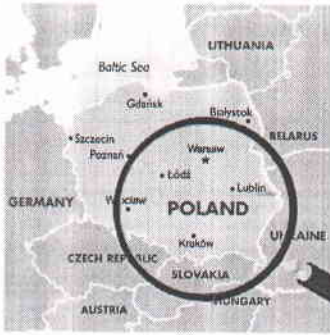 LITHUANIA
Baltic Sea
Gdańsk
Białystok
Szczecin
BELARUS
Poznań
Warsaw
Łódź
Lublin
GERMANY
Wrocław
POLAND
UKRAINE
Kraków
CZECH REPUBLIC
SLOVAKIA
HUNGARY
AUSTRIA